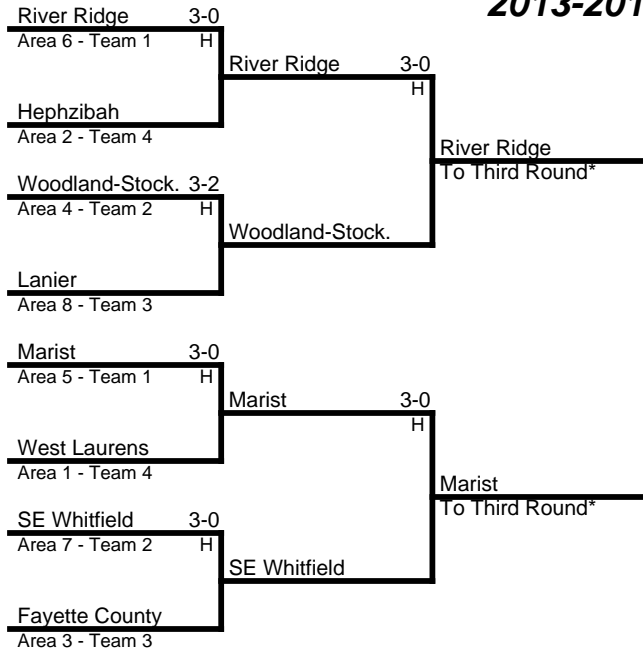 2013-201
River Ridge 3-0
Area 6 - Team 1 H
River Ridge 3-0
H
Hephzibah
Area 2 - Team 4
River Ridge
To Third Round*
Woodland-Stock. 3-2
Area 4 - Team 2 H
Woodland-Stock.
Lanier
Area 8 - Team 3
Marist 3-0
Area 5 - Team 1 H
Marist 3-0
H
West Laurens
Area 1 - Team 4
Marist
To Third Round*
SE Whitfield 3-0
Area 7 - Team 2 H
SE Whitfield
Fayette County
Area 3 - Team 3